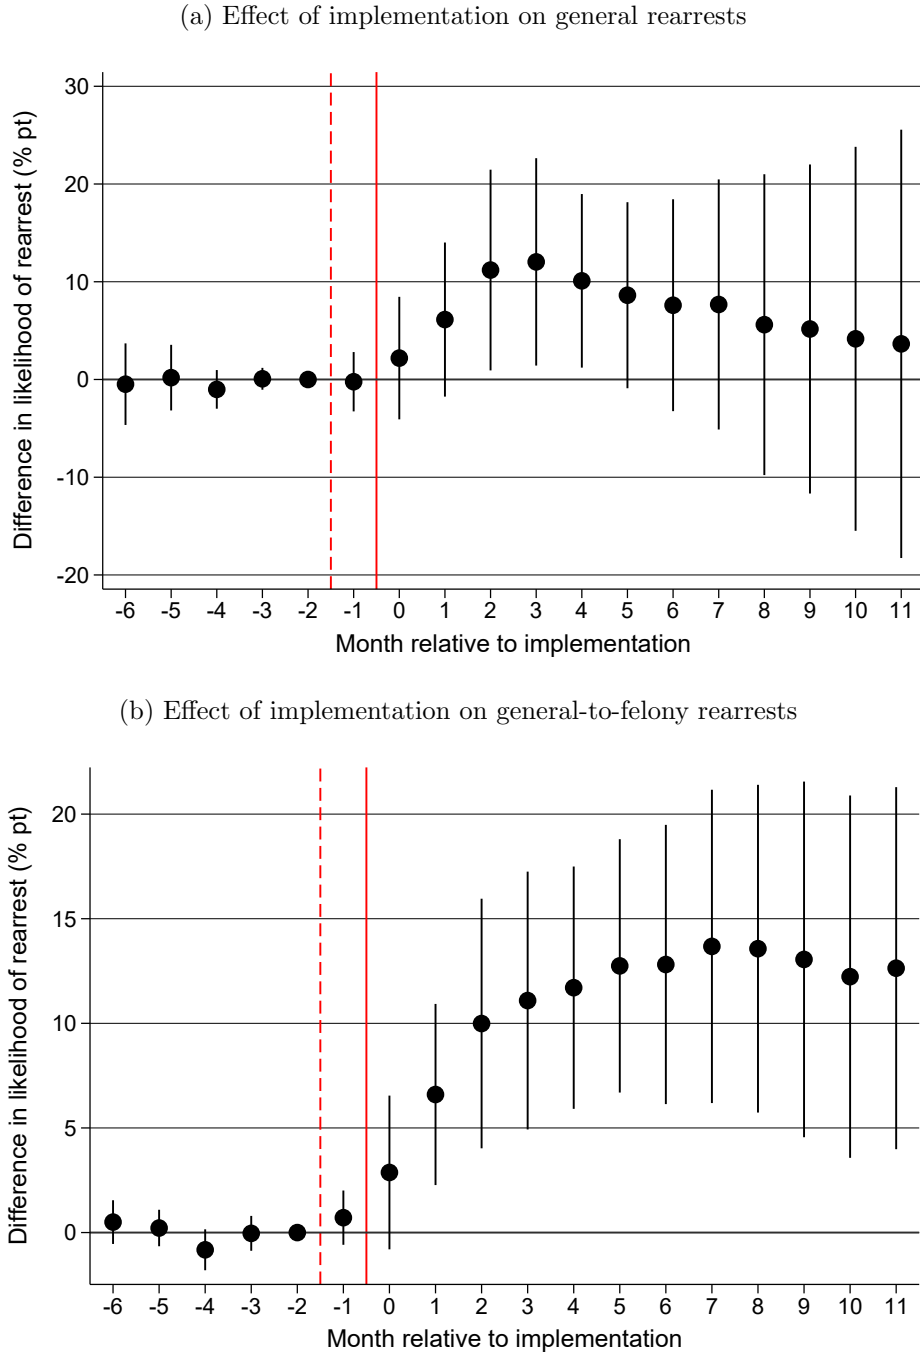 (a) Effect of implementation on general rearrests
Difference in likelihood of rearrest (% pt)
30
20
10
0
-10
-20
-6 -5 -4 -3 -2 -1 0 1 2 3 4 5 6 7 8 9 10 11
Month relative to implementation
(b) Effect of implementation on general-to-felony rearrests
Difference in likelihood of rearrest (% pt)
20
15
10
5
0
-6 -5 -4 -3 -2 -1 0 1 2 3 4 5 6 7 8 9 10 11
Month relative to implementation